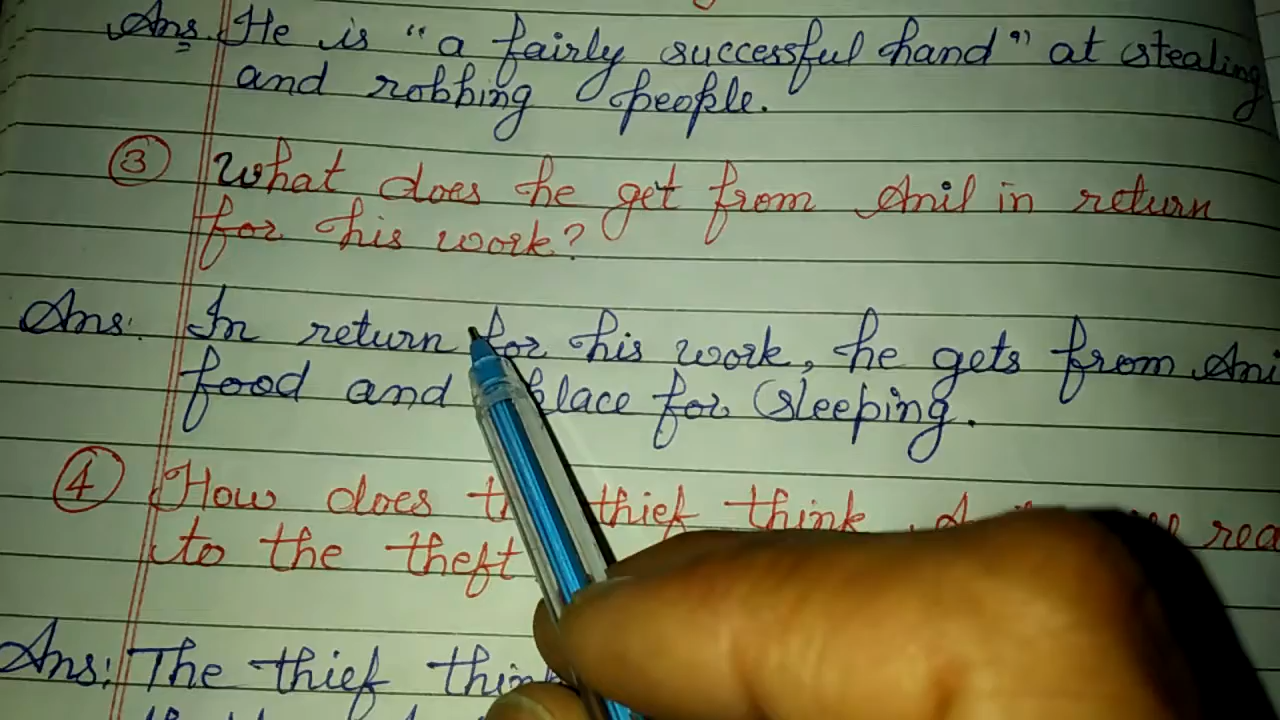 Ans. He is "a fairly successful hand" at stealing
and robbing people.
③ What does he get from Anil in return
for his work?
Ans: In return for his work, he gets from Ani
food and place for sleeping.
④ How does thief think
to the theft
Ans: The thief